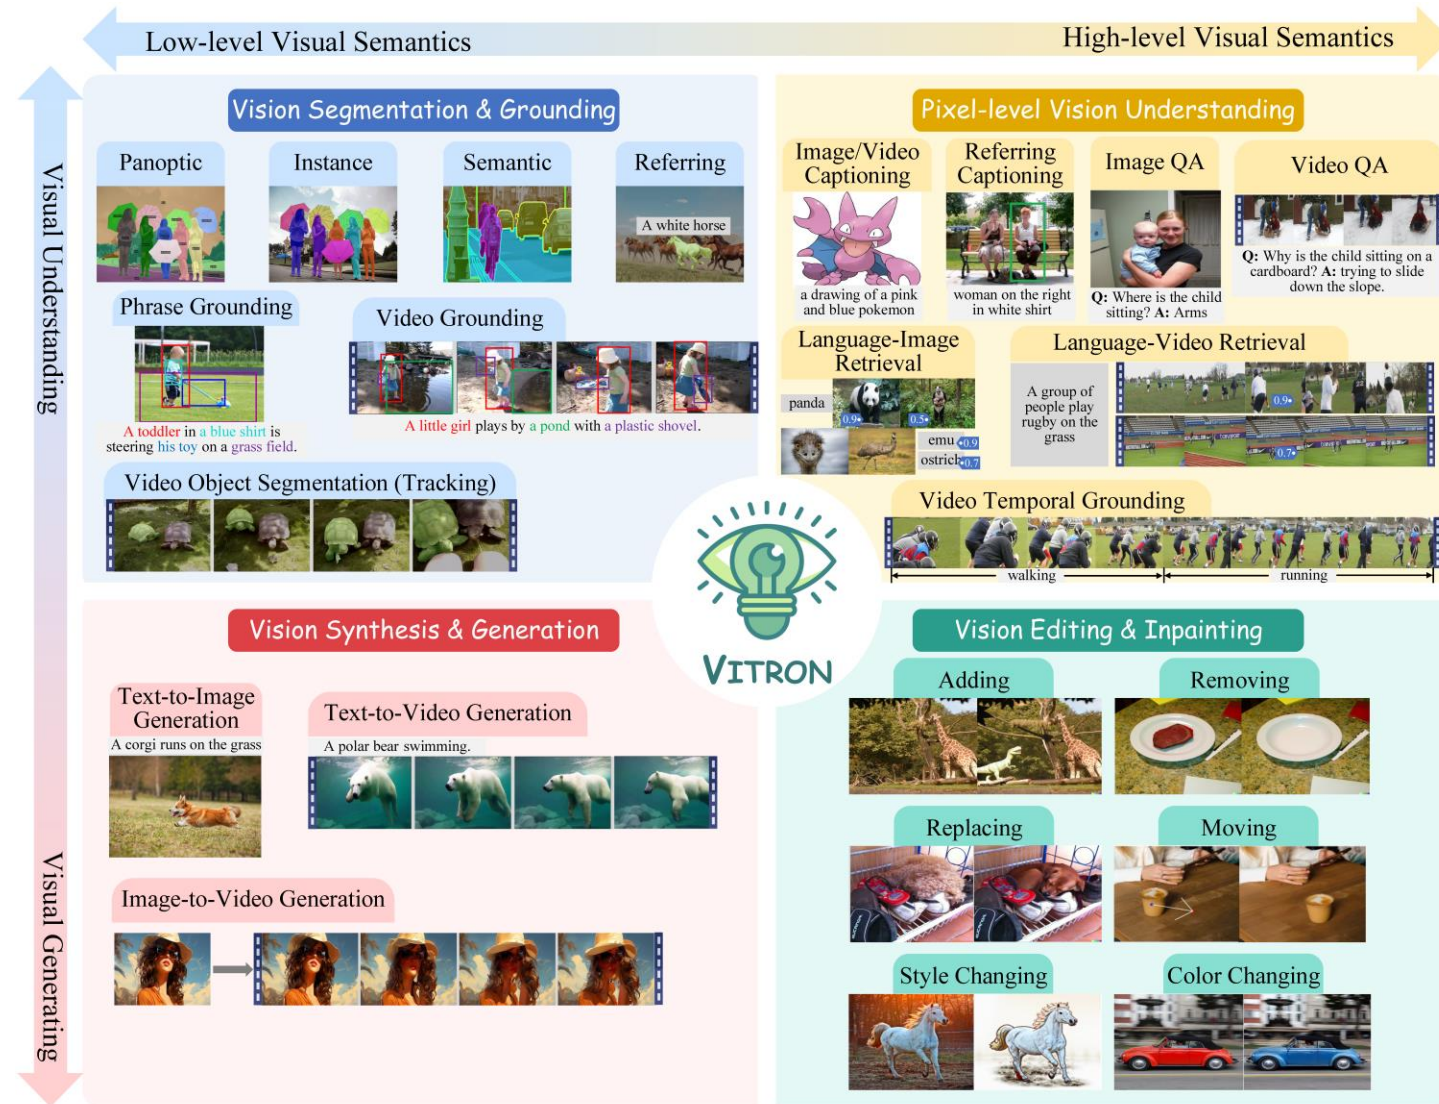 Low-level Visual Semantics
High-level Visual Semantics
Visual Understanding
Visual Generating
Vision Segmentation & Grounding
Panoptic
Instance
Semantic
Referring
A white horse
Phrase Grounding
A toddler in a blue shirt is
steering his toy on a grass field.
Video Grounding
A little girl plays by a pond with a plastic shovel.
Video Object Segmentation (Tracking)
Pixel-level Vision Understanding
Image/Video
Captioning
a drawing of a pink
and blue pokemon
Referring
Captioning
woman on the right
in white shirt
Image QA
Q: Where is the child
sitting? A: Arms
Video QA
Q: Why is the child sitting on a
cardboard? A: trying to slide
down the slope.
Language-Image
Retrieval
panda
0.9
0.5
emu
0.9
ostrich
0.7
Language-Video Retrieval
A group of
people play
rugby on the
grass
0.9
0.7
Video Temporal Grounding
walking
running
VITRON
Vision Synthesis & Generation
Text-to-Image
Generation
A corgi runs on the grass
Text-to-Video Generation
A polar bear swimming.
Image-to-Video Generation
Vision Editing & Inpainting
Adding
Removing
Replacing
Moving
Style Changing
Color Changing